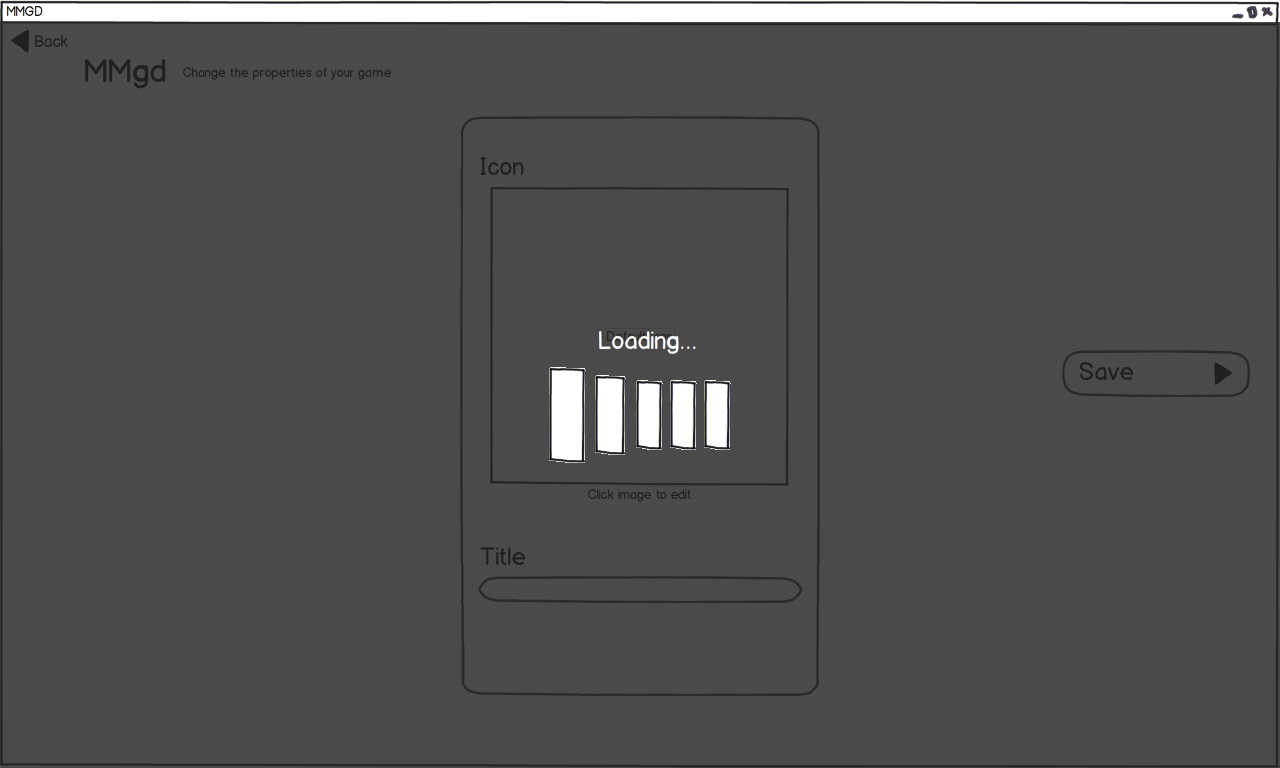 MMGD
Back
MMgd
Change the properties of your game
Icon
Loading...
Save
Click image to edit
Title